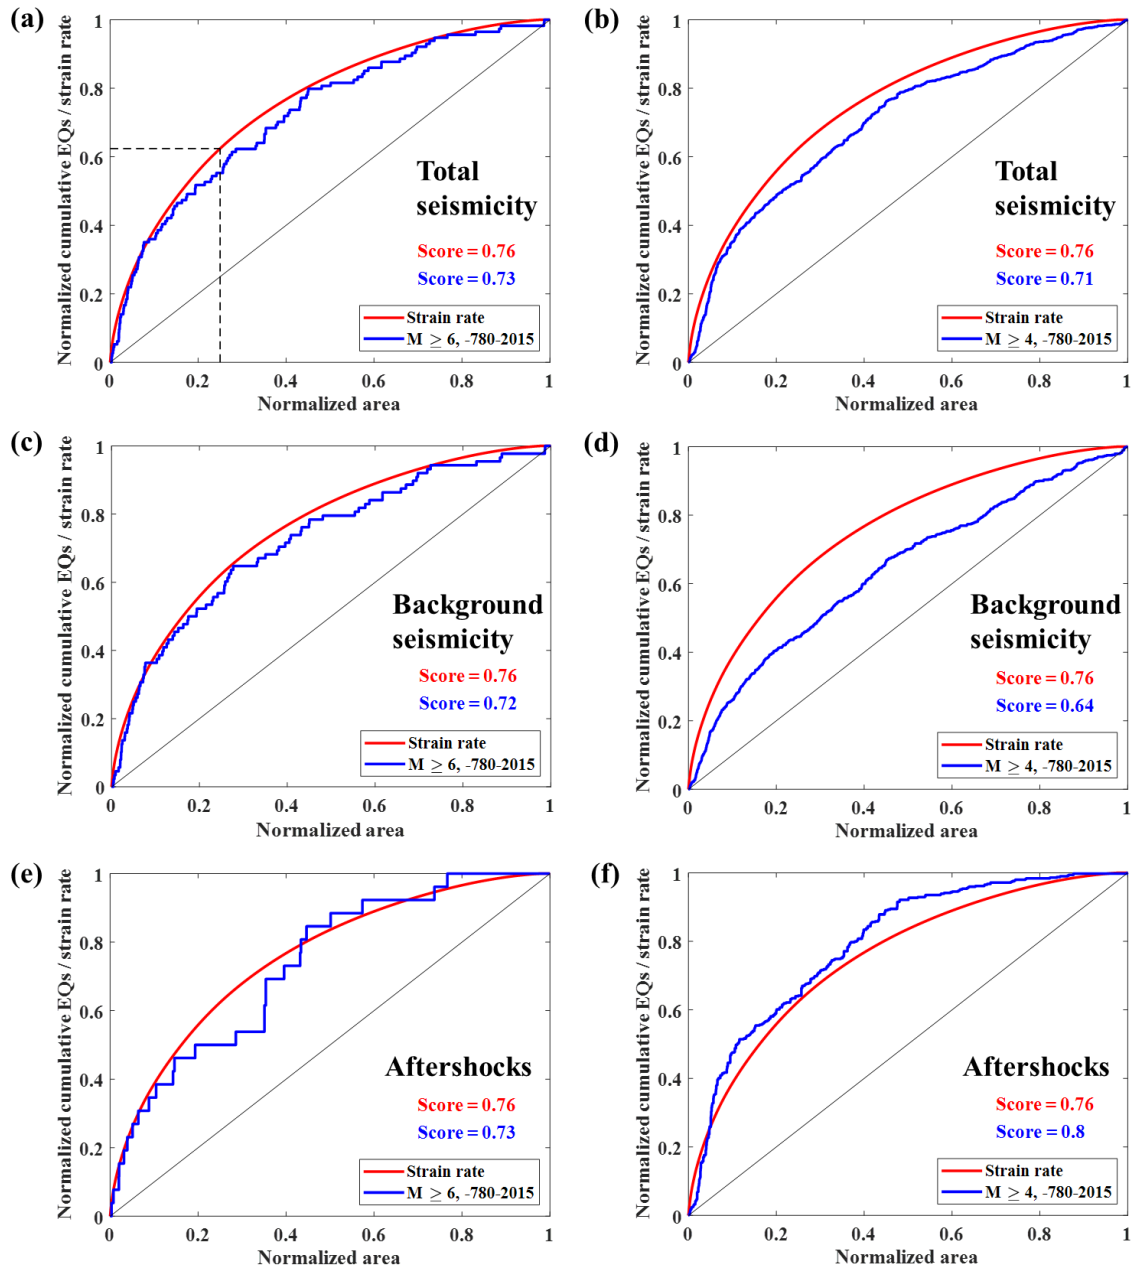 (a)
Normalized cumulative EQs / strain rate
1
0.8
0.6
0.4
0.2
0
0
0.2
0.4
0.6
0.8
1
Normalized area
Total
seismicity
Score = 0.76
Score = 0.73
Strain rate
M ≥ 6, -780-2015
(b)
Normalized cumulative EQs / strain rate
1
0.8
0.6
0.4
0.2
0
0
0.2
0.4
0.6
0.8
1
Normalized area
Total
seismicity
Score = 0.76
Score = 0.71
Strain rate
M ≥ 4, -780-2015
(c)
Normalized cumulative EQs / strain rate
1
0.8
0.6
0.4
0.2
0
0
0.2
0.4
0.6
0.8
1
Normalized area
Background
seismicity
Score = 0.76
Score = 0.72
Strain rate
M ≥ 6, -780-2015
(d)
Normalized cumulative EQs / strain rate
1
0.8
0.6
0.4
0.2
0
0
0.2
0.4
0.6
0.8
1
Normalized area
Background
seismicity
Score = 0.76
Score = 0.64
Strain rate
M ≥ 4, -780-2015
(e)
Normalized cumulative EQs / strain rate
1
0.8
0.6
0.4
0.2
0
0
0.2
0.4
0.6
0.8
1
Normalized area
Aftershocks
Score = 0.76
Score = 0.73
Strain rate
M ≥ 6, -780-2015
(f)
Normalized cumulative EQs / strain rate
1
0.8
0.6
0.4
0.2
0
0
0.2
0.4
0.6
0.8
1
Normalized area
Aftershocks
Score = 0.76
Score = 0.8
Strain rate
M ≥ 4, -780-2015